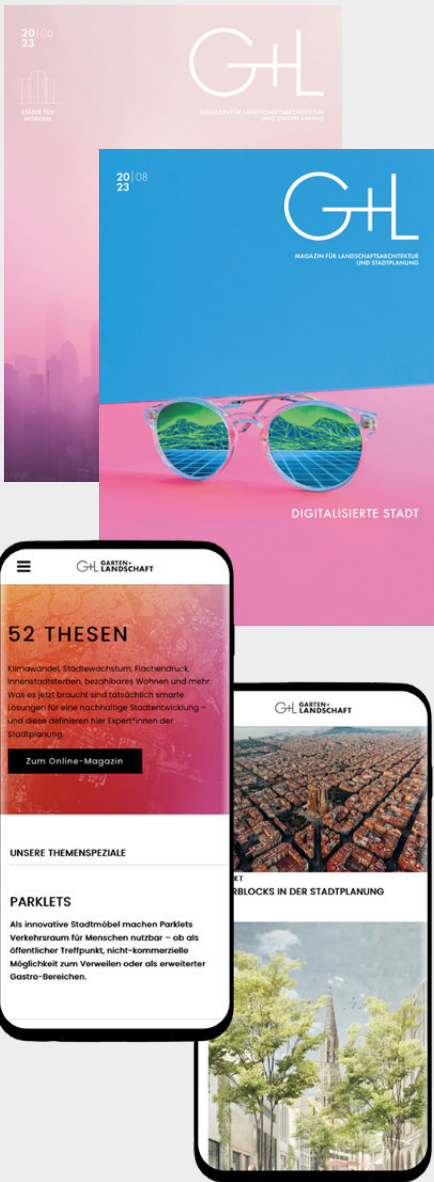 20|06
23
G+L
STÄDTE FÜR
MORGEN
MAGAZIN FÜR LANDSCHAFTSARCHITEKTUR
UND STADTPLANUNG
20|08
23
G+L
MAGAZIN FÜR LANDSCHAFTSARCHITEKTUR
UND STADTPLANUNG
DIGITALISIERTE STADT
G+L GARTEN+
LANDSCHAFT
52 THESEN
Klimawandel, Städtewachstum, Flächendruck,
Innenstadtsterben, bezahlbares Wohnen und mehr.
Was es jetzt braucht sind tatsächlich smarte
Lösungen für eine nachhaltige Stadtentwicklung –
und diese definieren hier Expert*innen der
Stadtplanung.
Zum Online-Magazin
UNSERE THEMENSPEZIALE
PARKLETS
Als innovative Stadtmöbel machen Parklets
Verkehrsraum für Menschen nutzbar – ob als
öffentlicher Treffpunkt, nicht-kommerzielle
Möglichkeit zum Verweilen oder als erweiterter
Gastro-Bereichen.
G+L GARTEN+
LANDSCHAFT
KT
RBLOCKS IN DER STADTPLANUNG